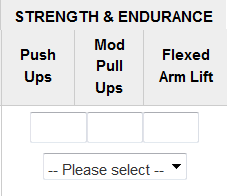 STRENGTH & ENDURANCE
Push
Ups
Mod
Pull
Ups
Flexed
Arm Lift
-- Please select --